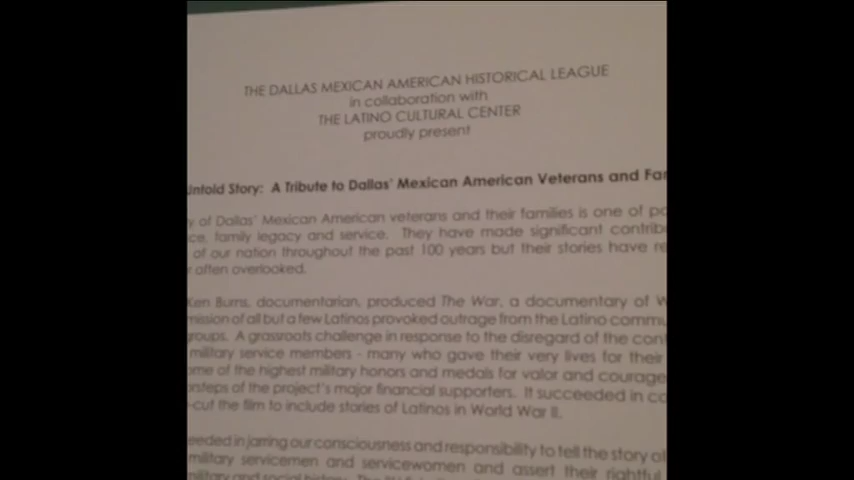 THE DALLAS MEXICAN AMERICAN HISTORICAL LEAGUE
in collaboration with
THE LATINO CULTURAL CENTER
proudly present
Untold Story: A Tribute to Dallas' Mexican American Veterans and
y of Dallas' Mexican American veterans and their families is one of
family legacy and service. They have made significant
of our nation throughout the past 100 years but their stories have
often overlooked.
Ken Burns, documentarian, produced The War, a documentary of
of all but a few Latinos provoked outrage from the Latino
groups. A grassroots challenge in response to the disregard of the
military service members - many who gave their very lives for their
of the highest military honors and medals for valor and courage
of the project's major financial supporters. It succeeded in
-cut the film to include stories of Latinos in World War II.
in jarring our consciousness and responsibility to tell the story of
military servicemen and servicewomen and assert their rightful
military and social history.